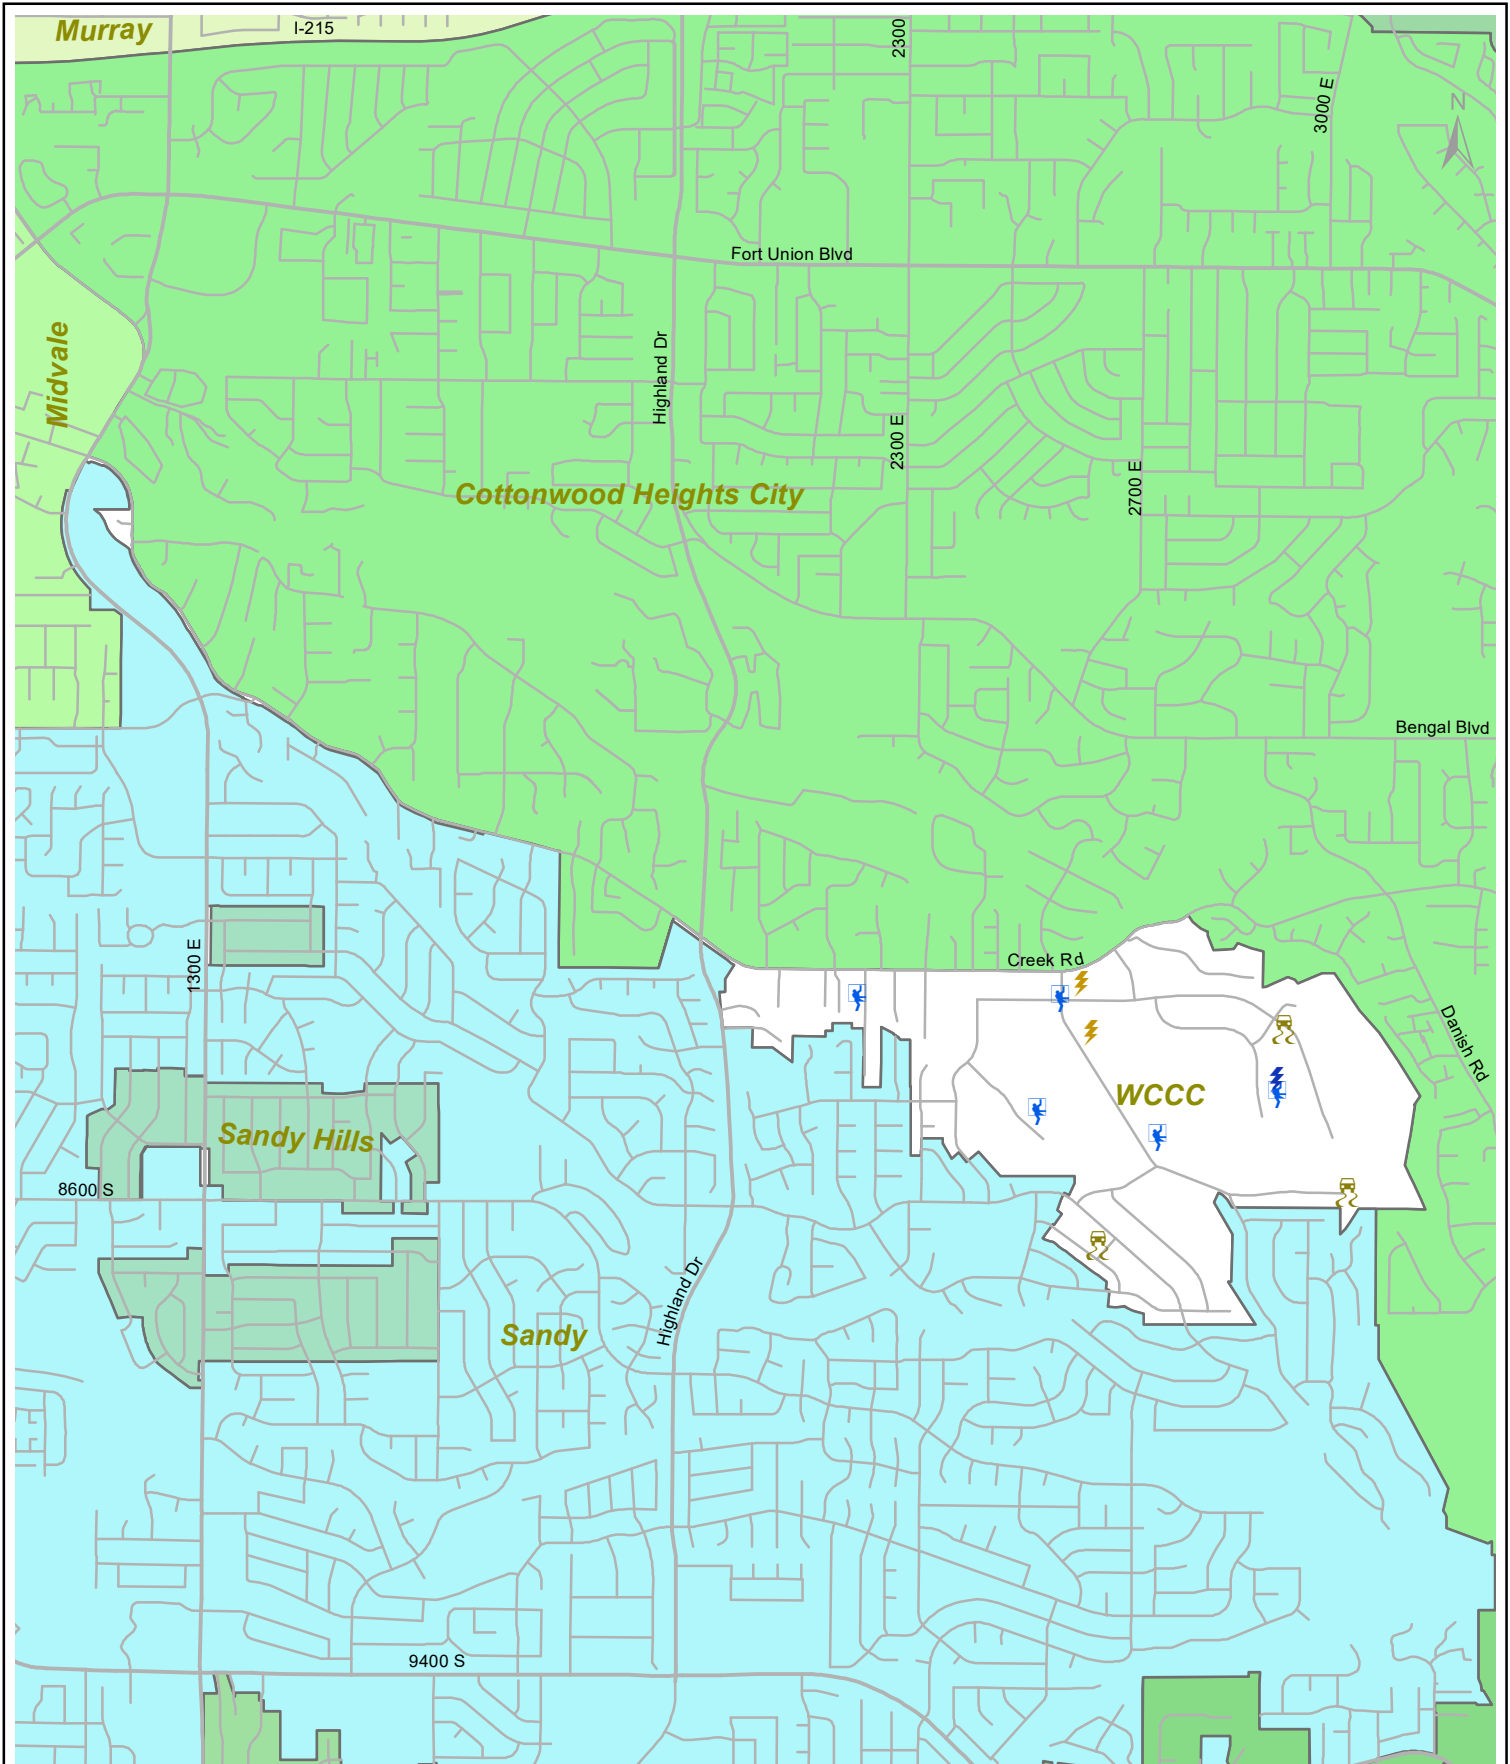 Murray
I-215
2300
3000 E
N
Fort Union Blvd
Midvale
Highland Dr
2300 E
2700 E
Cottonwood Heights City
Bengal Blvd
1300 E
Creek Rd
Danish Rd
WCCC
Sandy Hills
8600 S
Highland Dr
Sandy
9400 S